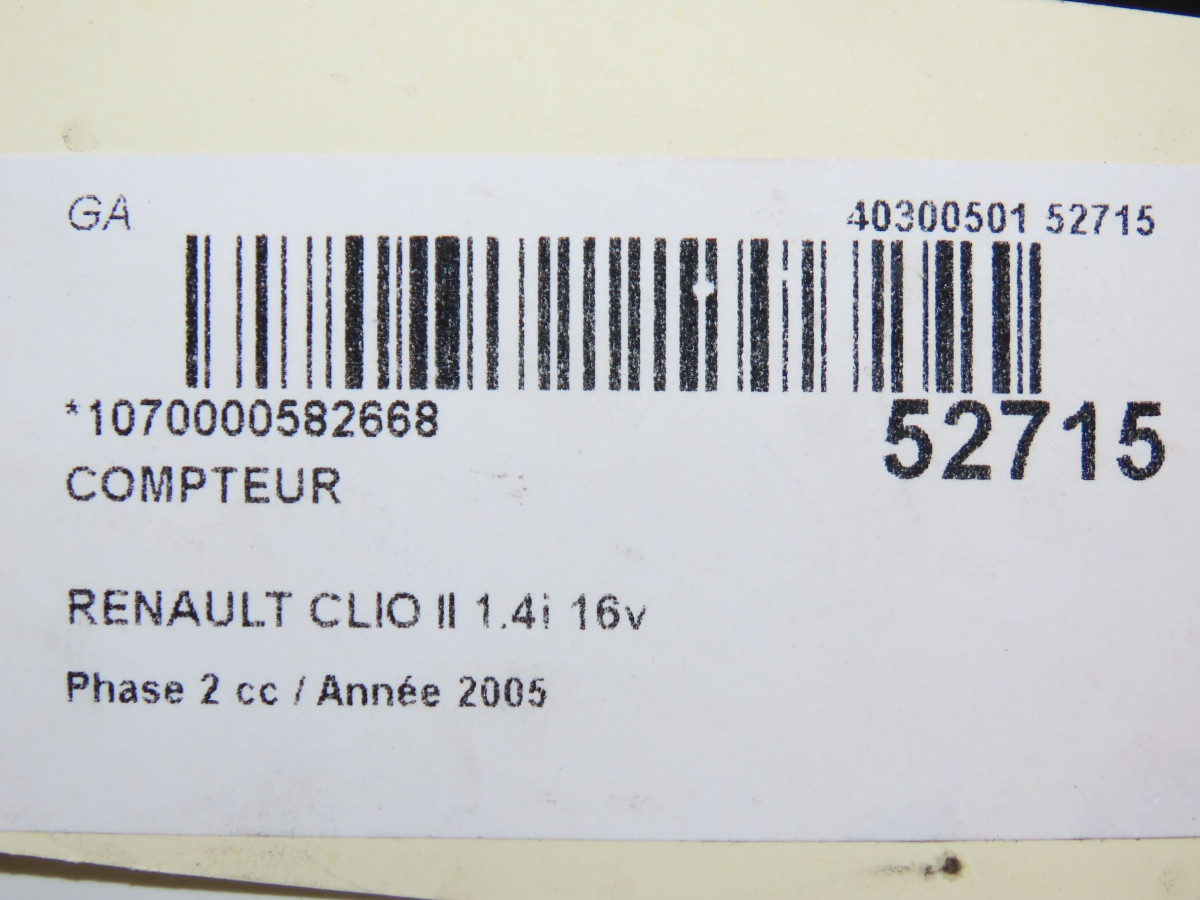 GA
40300501 52715
*1070000582668
52715
COMPTEUR
RENAULT CLIO II 1.4i 16v
Phase 2 cc / Année 2005